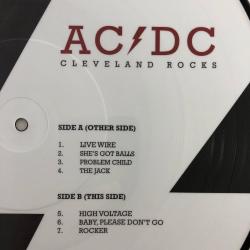 AC/DC
CLEVELAND ROCKS
SIDE A (OTHER SIDE)
1. LIVE WIRE
2. SHE'S GOT BALLS
3. PROBLEM CHILD
4. THE JACK
SIDE B (THIS SIDE)
5. HIGH VOLTAGE
6. BABY, PLEASE DON'T GO
7. ROCKER